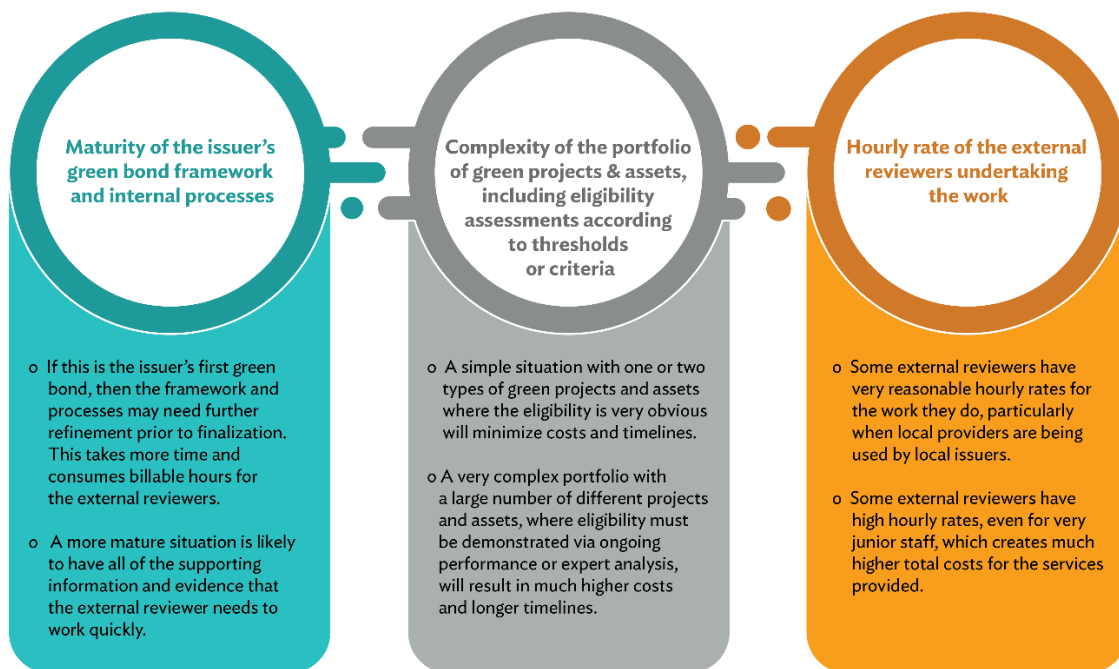 Maturity of the issuer's
green bond framework
and internal processes
o If this is the issuer's first green
bond, then the framework and
processes may need further
refinement prior to finalization.
This takes more time and
consumes billable hours for
the external reviewers.
o A more mature situation is likely
to have all of the supporting
information and evidence that
the external reviewer needs to
work quickly.
Complexity of the portfolio
of green projects & assets,
including eligibility
assessments according
to thresholds
or criteria
o A simple situation with one or two
types of green projects and assets
where the eligibility is very obvious
will minimize costs and timelines.
o A very complex portfolio with
a large number of different projects
and assets, where eligibility must
be demonstrated via ongoing
performance or expert analysis,
will result in much higher costs
and longer timelines.
Hourly rate of the external
reviewers undertaking
the work
o Some external reviewers have
very reasonable hourly rates for
the work they do, particularly
when local providers are being
used by local issuers.
o Some external reviewers have
high hourly rates, even for very
junior staff, which creates much
higher total costs for the services
provided.